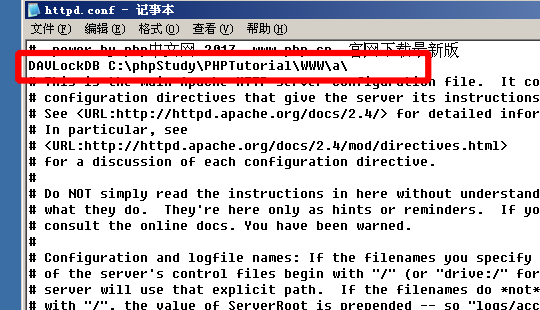 httpd.conf - 记事本
文件(F) 编辑(E) 格式(O) 查看(V) 帮助(H)
# power by php中文网 2017 www.php.cn 官网下载最新版
DAVLockDB C:\phpStudy\PHPTutorial\WWW\a\
# This is the main Apache HTTP server configuration file. It co
# configuration directives that give the server its instructions
# See <URL:http://httpd.apache.org/docs/2.4/> for detailed infor
# In particular, see
# <URL:http://httpd.apache.org/docs/2.4/mod/directives.html>
# for a discussion of each configuration directive.
#
# Do NOT simply read the instructions in here without understand
# what they do. They're here only as hints or reminders. If yo
# consult the online docs. You have been warned.
#
# Configuration and logfile names: If the filenames you specify
# of the server's control files begin with "/" (or "drive:/" for
# server will use that explicit path. If the filenames do *not*
# with "/", the value of ServerRoot is prepended -- so "logs/acc